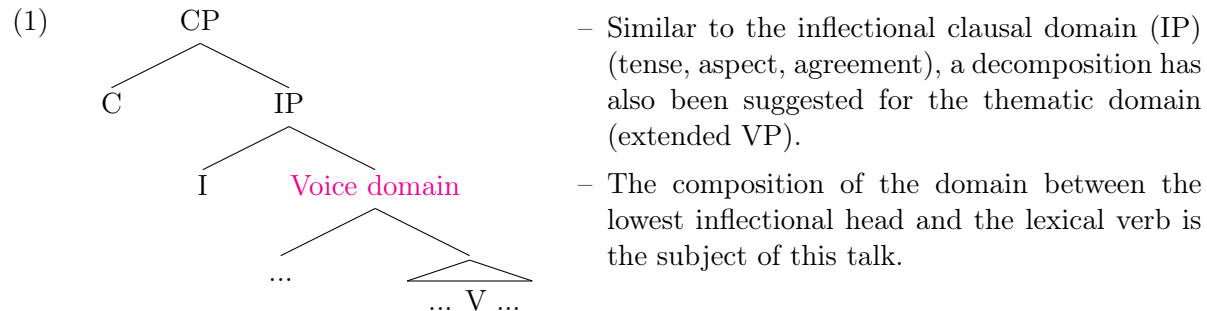 (1)
CP
C IP
I Voice domain
...
... V ...
– Similar to the inflectional clausal domain (IP)
(tense, aspect, agreement), a decomposition has
also been suggested for the thematic domain
(extended VP).
– The composition of the domain between the
lowest inflectional head and the lexical verb is
the subject of this talk.